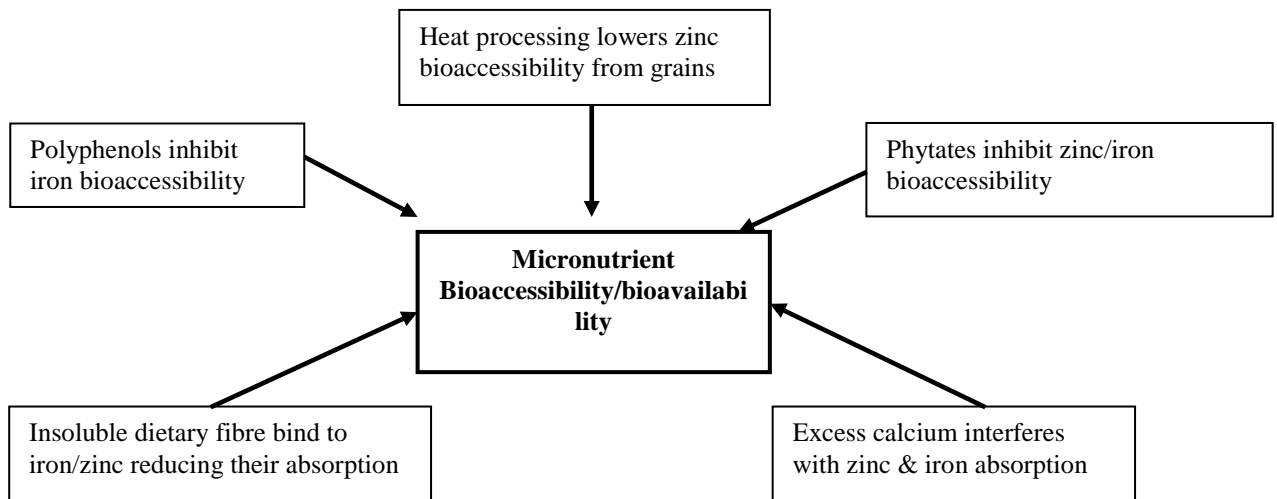 Heat processing lowers zinc
bioaccessibility from grains
Polyphenols inhibit
iron bioaccessibility
Phytates inhibit zinc/iron
bioaccessibility
Micronutrient
Bioaccessibility/bioavailabi
lity
Insoluble dietary fibre bind to
iron/zinc reducing their absorption
Excess calcium interferes
with zinc & iron absorption